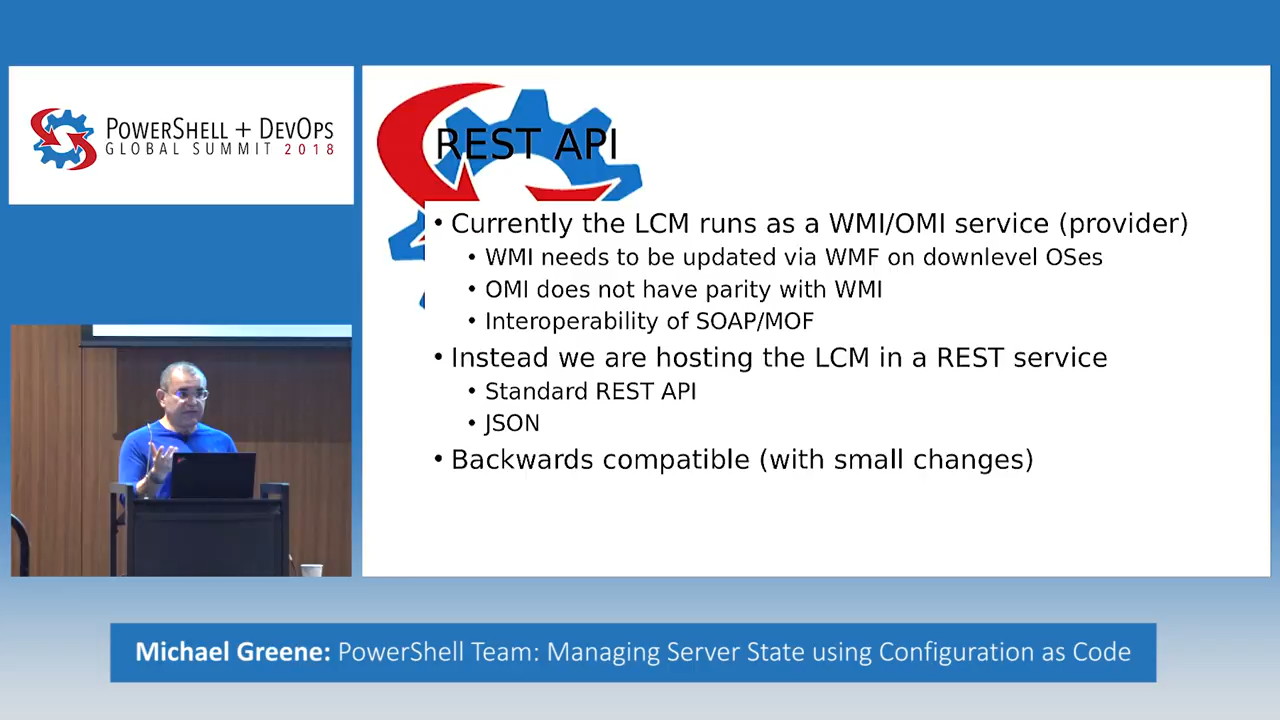 POWERSHELL + DEVOPS
GLOBAL SUMMIT 2018
REST API
• Currently the LCM runs as a WMI/OMI service (provider)
• WMI needs to be updated via WMF on downlevel OSes
• OMI does not have parity with WMI
• Interoperability of SOAP/MOF
• Instead we are hosting the LCM in a REST service
• Standard REST API
• JSON
• Backwards compatible (with small changes)
Michael Greene: PowerShell Team: Managing Server State using Configuration as Code